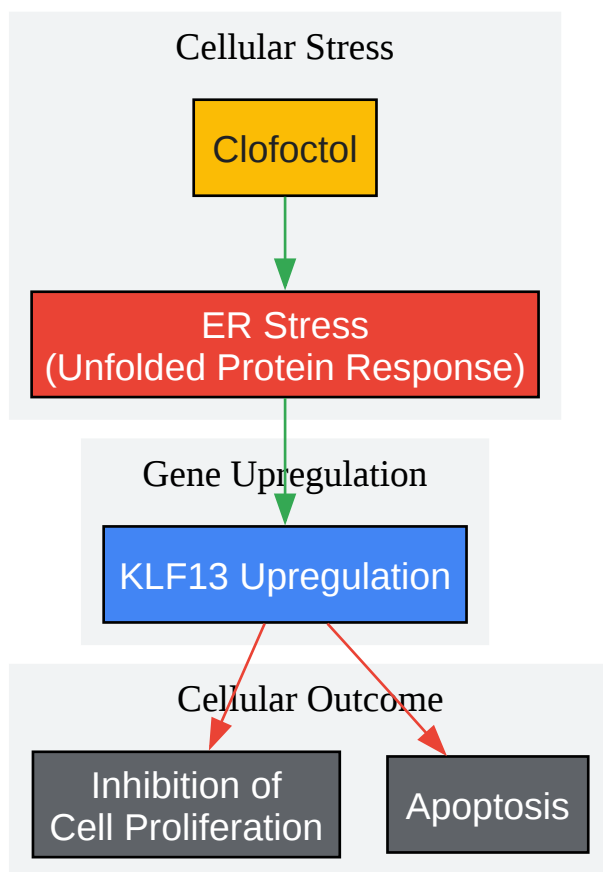 Cellular Stress
Clofoctol
ER Stress
(Unfolded Protein Response)
Gene Upregulation
KLF13 Upregulation
Cellular Outcome
Inhibition of
Cell Proliferation
Apoptosis